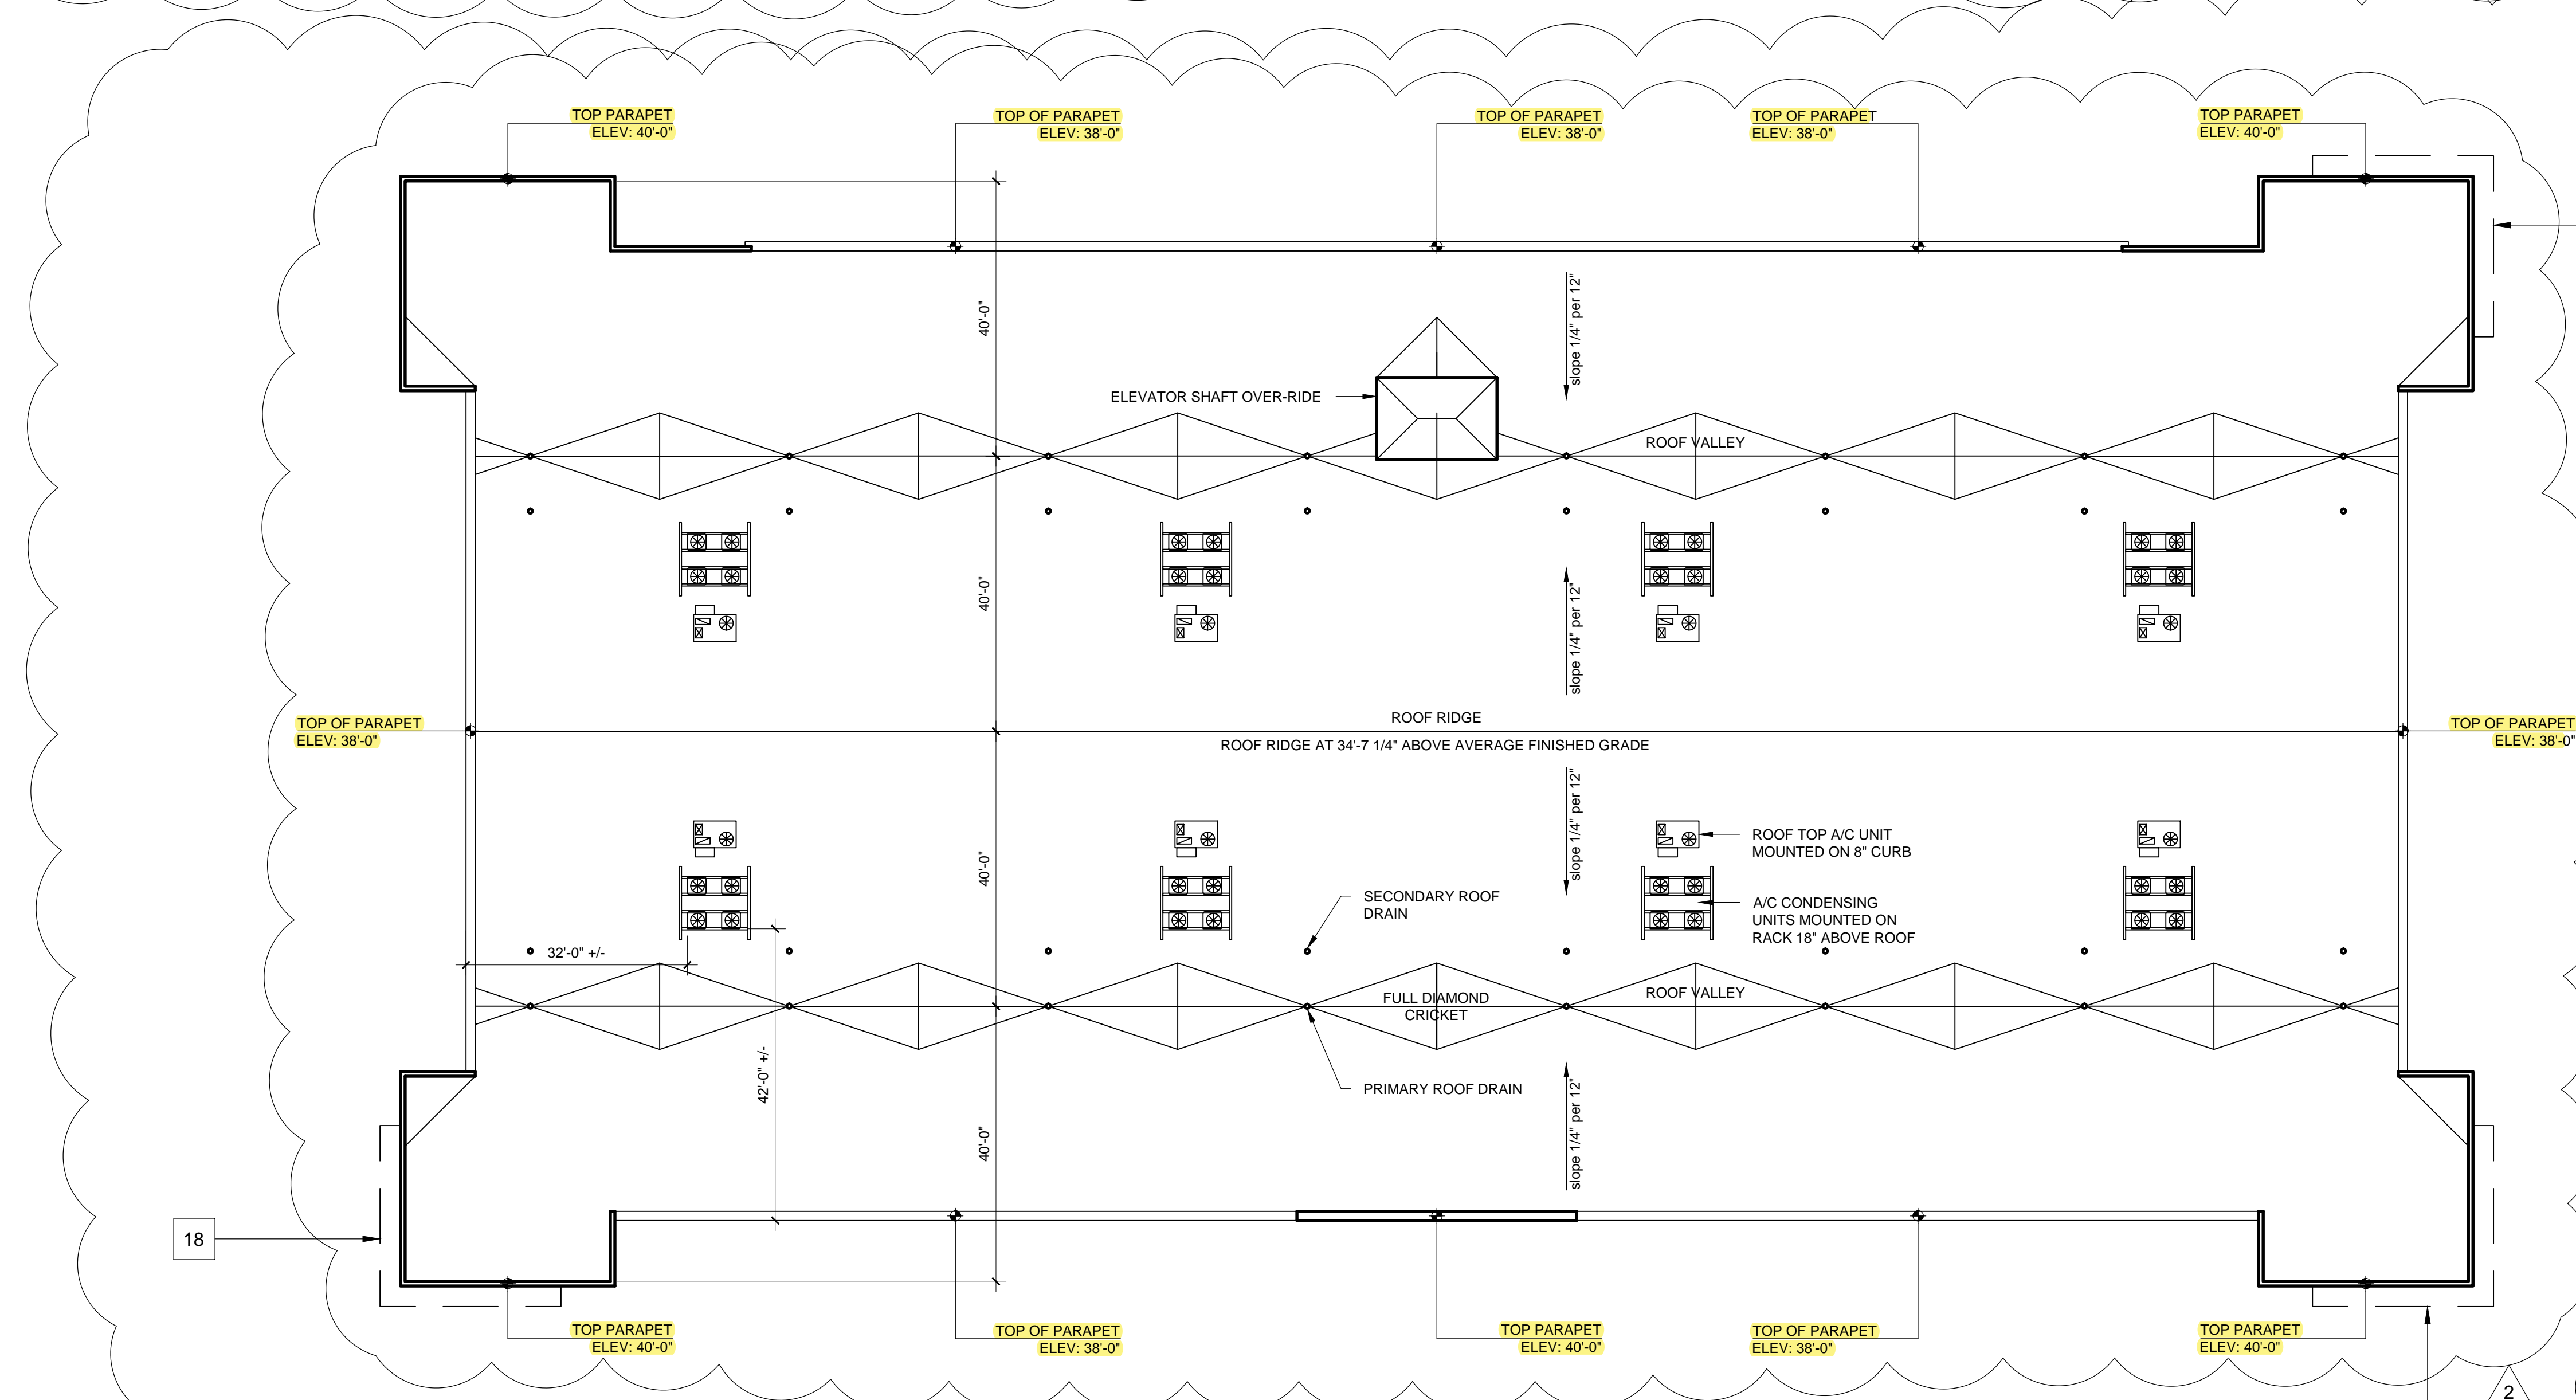 TOP PARAPET
ELEV: 40'-0"
TOP OF PARAPET
ELEV: 38'-0"
TOP OF PARAPET
ELEV: 38'-0"
TOP OF PARAPET
ELEV: 38'-0"
TOP PARAPET
ELEV: 40'-0"
40'-0"
slope 1/4" per 12"
ELEVATOR SHAFT OVER-RIDE
ROOF VALLEY
40'-0"
slope 1/4" per 12"
TOP OF PARAPET
ELEV: 38'-0"
ROOF RIDGE
ROOF RIDGE AT 34'-7 1/4" ABOVE AVERAGE FINISHED GRADE
TOP OF PARAPET
ELEV: 38'-0"
40'-0"
slope 1/4" per 12"
ROOF TOP A/C UNIT
MOUNTED ON 8" CURB
SECONDARY ROOF
DRAIN
A/C CONDENSING
UNITS MOUNTED ON
RACK 18" ABOVE ROOF
32'-0" +/-
FULL DIAMOND
CRICKET
ROOF VALLEY
42'-0" +/-
PRIMARY ROOF DRAIN
40'-0"
slope 1/4" per 12"
18
TOP PARAPET
ELEV: 40'-0"
TOP OF PARAPET
ELEV: 38'-0"
TOP PARAPET
ELEV: 40'-0"
TOP OF PARAPET
ELEV: 38'-0"
TOP PARAPET
ELEV: 40'-0"
2